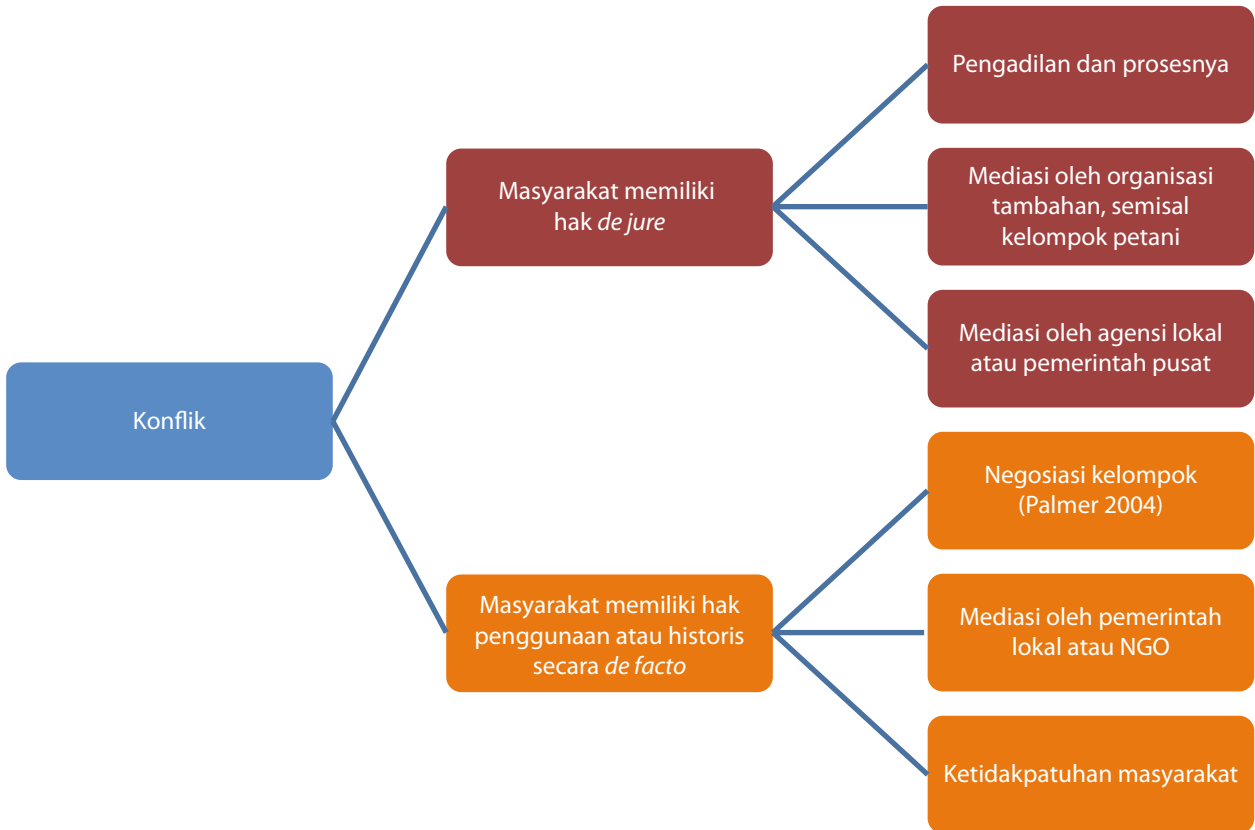 Konflik
Masyarakat memiliki
hak de jure
Pengadilan dan prosesnya
Mediasi oleh organisasi
tambahan, semisal
kelompok petani
Mediasi oleh agensi lokal
atau pemerintah pusat
Masyarakat memiliki hak
penggunaan atau historis
secara de facto
Negosiasi kelompok
(Palmer 2004)
Mediasi oleh pemerintah
lokal atau NGO
Ketidakpatuhan masyarakat